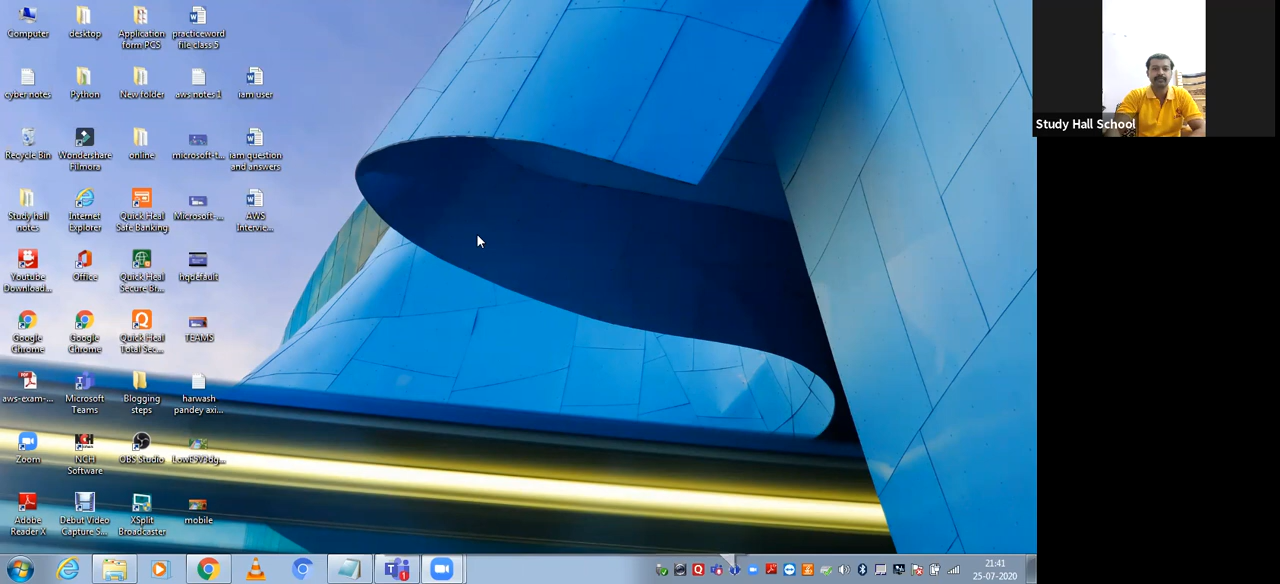 Computer
desktop
Application
form PCS
practiceword
file class 5
cyber notes
Python
New folder
aws notes 1
iam user
Recycle Bin
Wondershare
Filmora
online
microsoft-t...
iam question
and answers
Study hall
notes
Internet
Explorer
Quick Heal
Safe Banking
Microsoft-...
AWS
Intervie...
Youtube
Download...
Office
Quick Heal
Secure Br...
hqdefault
Google
Chrome
Google
Chrome
Quick Heal
Total Sec...
TEAMS
aws-exam-...
Microsoft
Teams
Blogging
steps
harwash
pandey axi...
Zoom
NCH
Software
OBS Studio
Adobe
Reader X
Debut Video
Capture S...
XSplit
Broadcaster
mobile
Study Hall School
21:41
25-07-2020